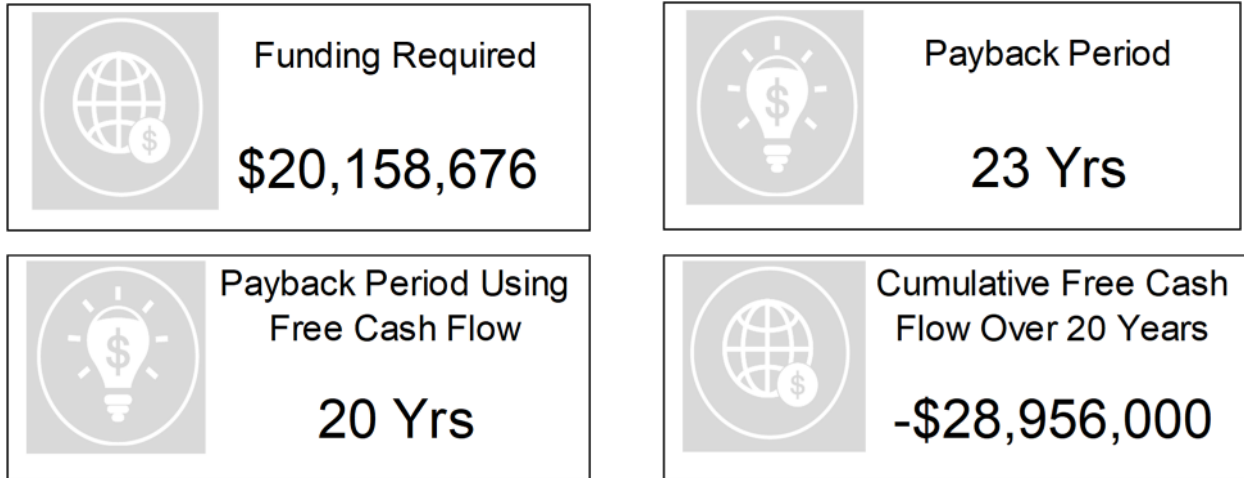 Funding Required
$20,158,676
Payback Period
23 Yrs
Payback Period Using
Free Cash Flow
20 Yrs
Cumulative Free Cash
Flow Over 20 Years
-$28,956,000
$
$
$
$